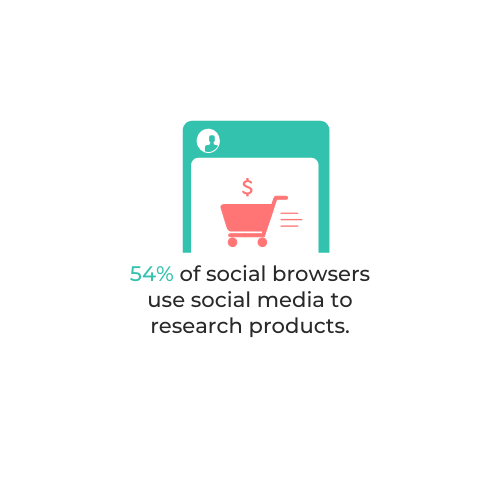 $
54% of social browsers
use social media to
research products.